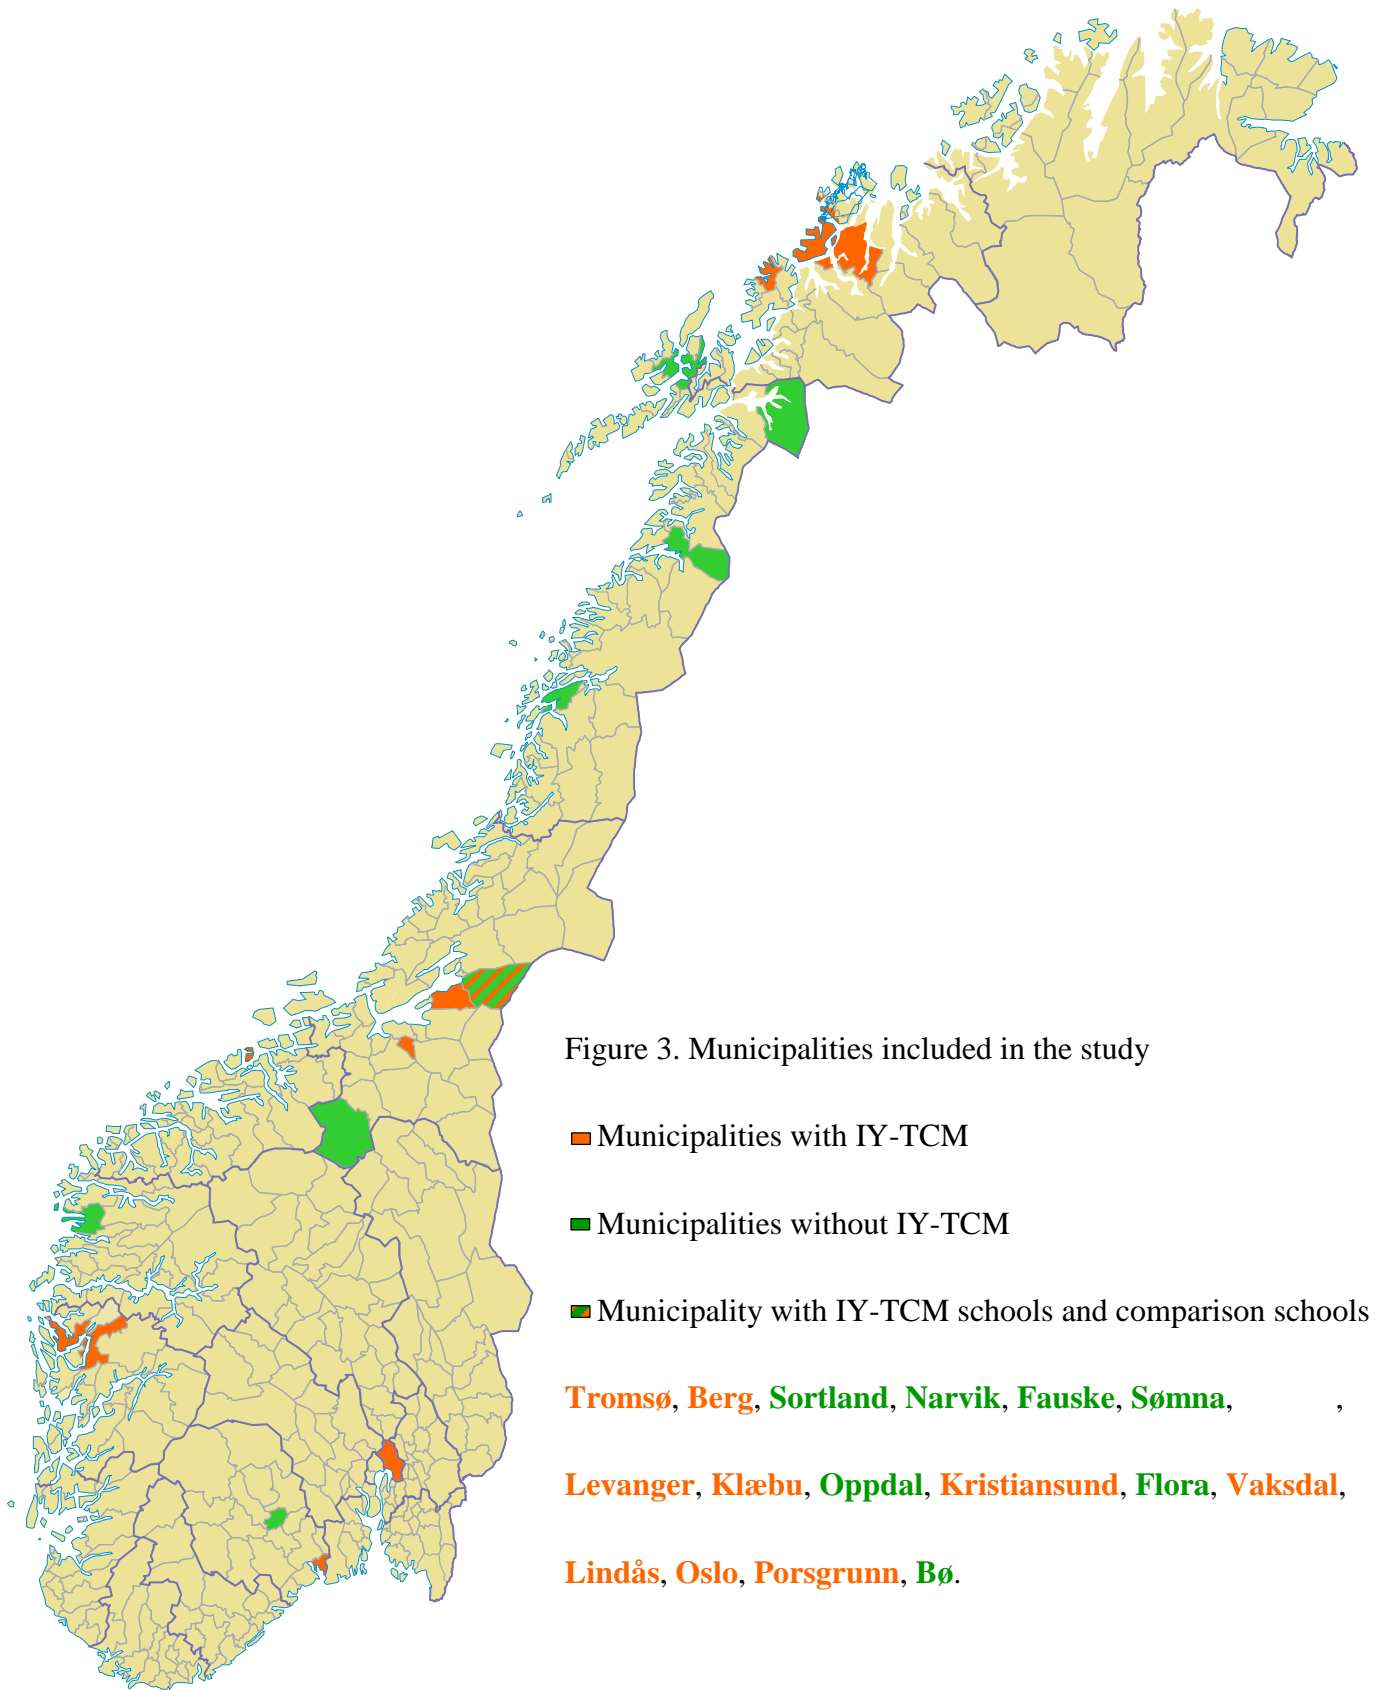 Figure 3. Municipalities included in the study
Municipalities with IY-TCM
Municipalities without IY-TCM
Municipality with IY-TCM schools and comparison schools
Tromsø, Berg, Sortland, Narvik, Fauske, Sømna, ,
Levanger, Klæbu, Oppdal, Kristiansund, Flora, Vaksdal,
Lindås, Oslo, Porsgrunn, Bø.